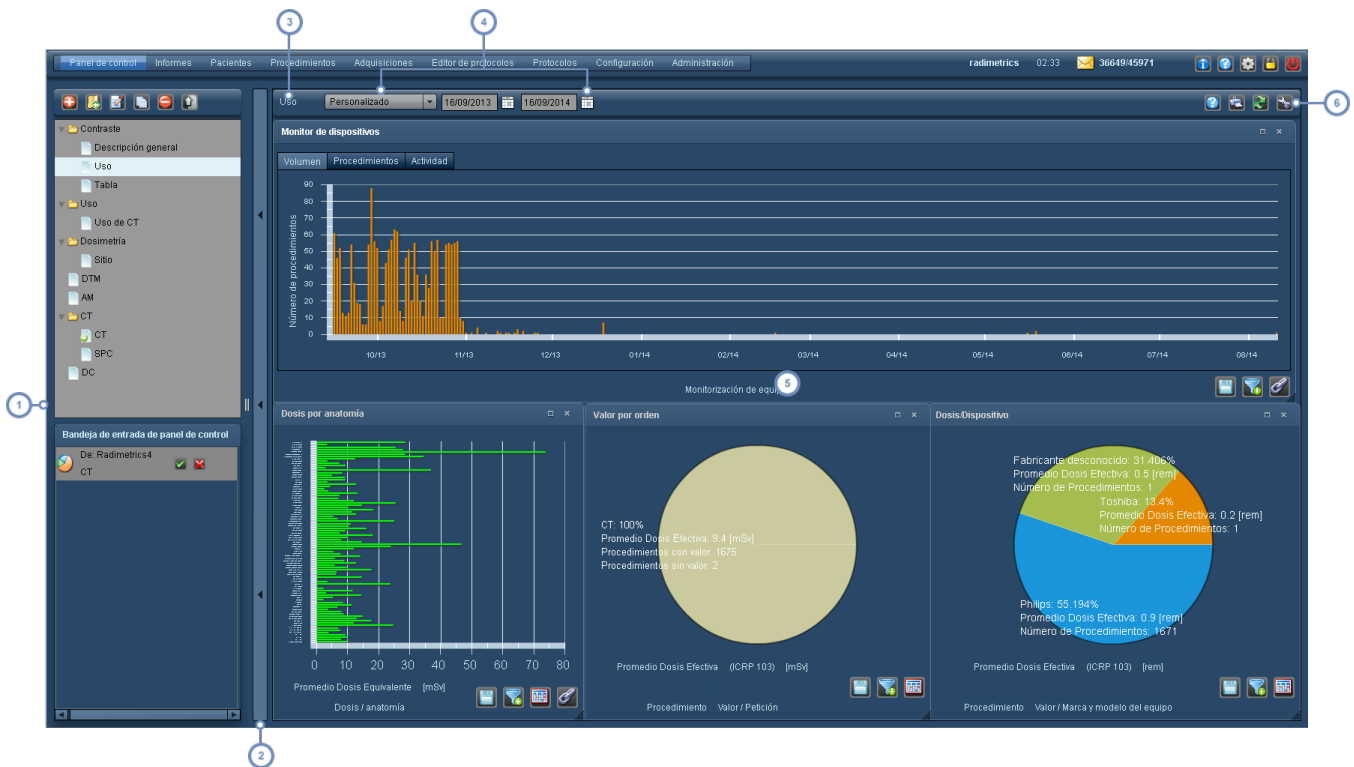 3
4
Panel de control Informes Pacientes Procedimientos Adquisiciones Editor de protocolos Protocolos Configuración Administración
radimetrics 02:33 36649/45971
Uso Personalizado 16/09/2013 16/09/2014
6
Contraste
Descripción general
Uso
Tabla
Uso
Uso de CT
Dosimetría
Sitio
DTM
AM
CT
CT
SPC
DC
1
Bandeja de entrada de panel de control
De: Radimetrics4
CT
2
Monitor de dispositivos
Volumen Procedimientos Actividad
Número de procedimientos
90
80
70
60
50
40
30
20
10
0
10/13 11/13 12/13 01/14 02/14 03/14 04/14 05/14 06/14 07/14 08/14
Monitorización de equip
5
Dosis por anatomía
0 10 20 30 40 50 60 70 80
Promedio Dosis Equivalente [mSv]
Dosis / anatomía
Valor por orden
CT: 100%
Promedio Dosis Efectiva: 9.4 [mSv]
Procedimientos con valor: 1675
Procedimientos sin valor: 2
Promedio Dosis Efectiva (ICRP 103) [mSv]
Procedimiento Valor / Petición
Dosis/Dispositivo
Fabricante desconocido: 31.406%
Promedio Dosis Efectiva: 0.5 [rem]
Número de Procedimientos: 1
Toshiba: 13.4%
Promedio Dosis Efectiva: 0.2 [rem]
Número de Procedimientos: 1
Philips: 55.194%
Promedio Dosis Efectiva: 0.9 [rem]
Número de Procedimientos: 1671
Promedio Dosis Efectiva (ICRP 103) [rem]
Procedimiento Valor / Marca y modelo del equipo